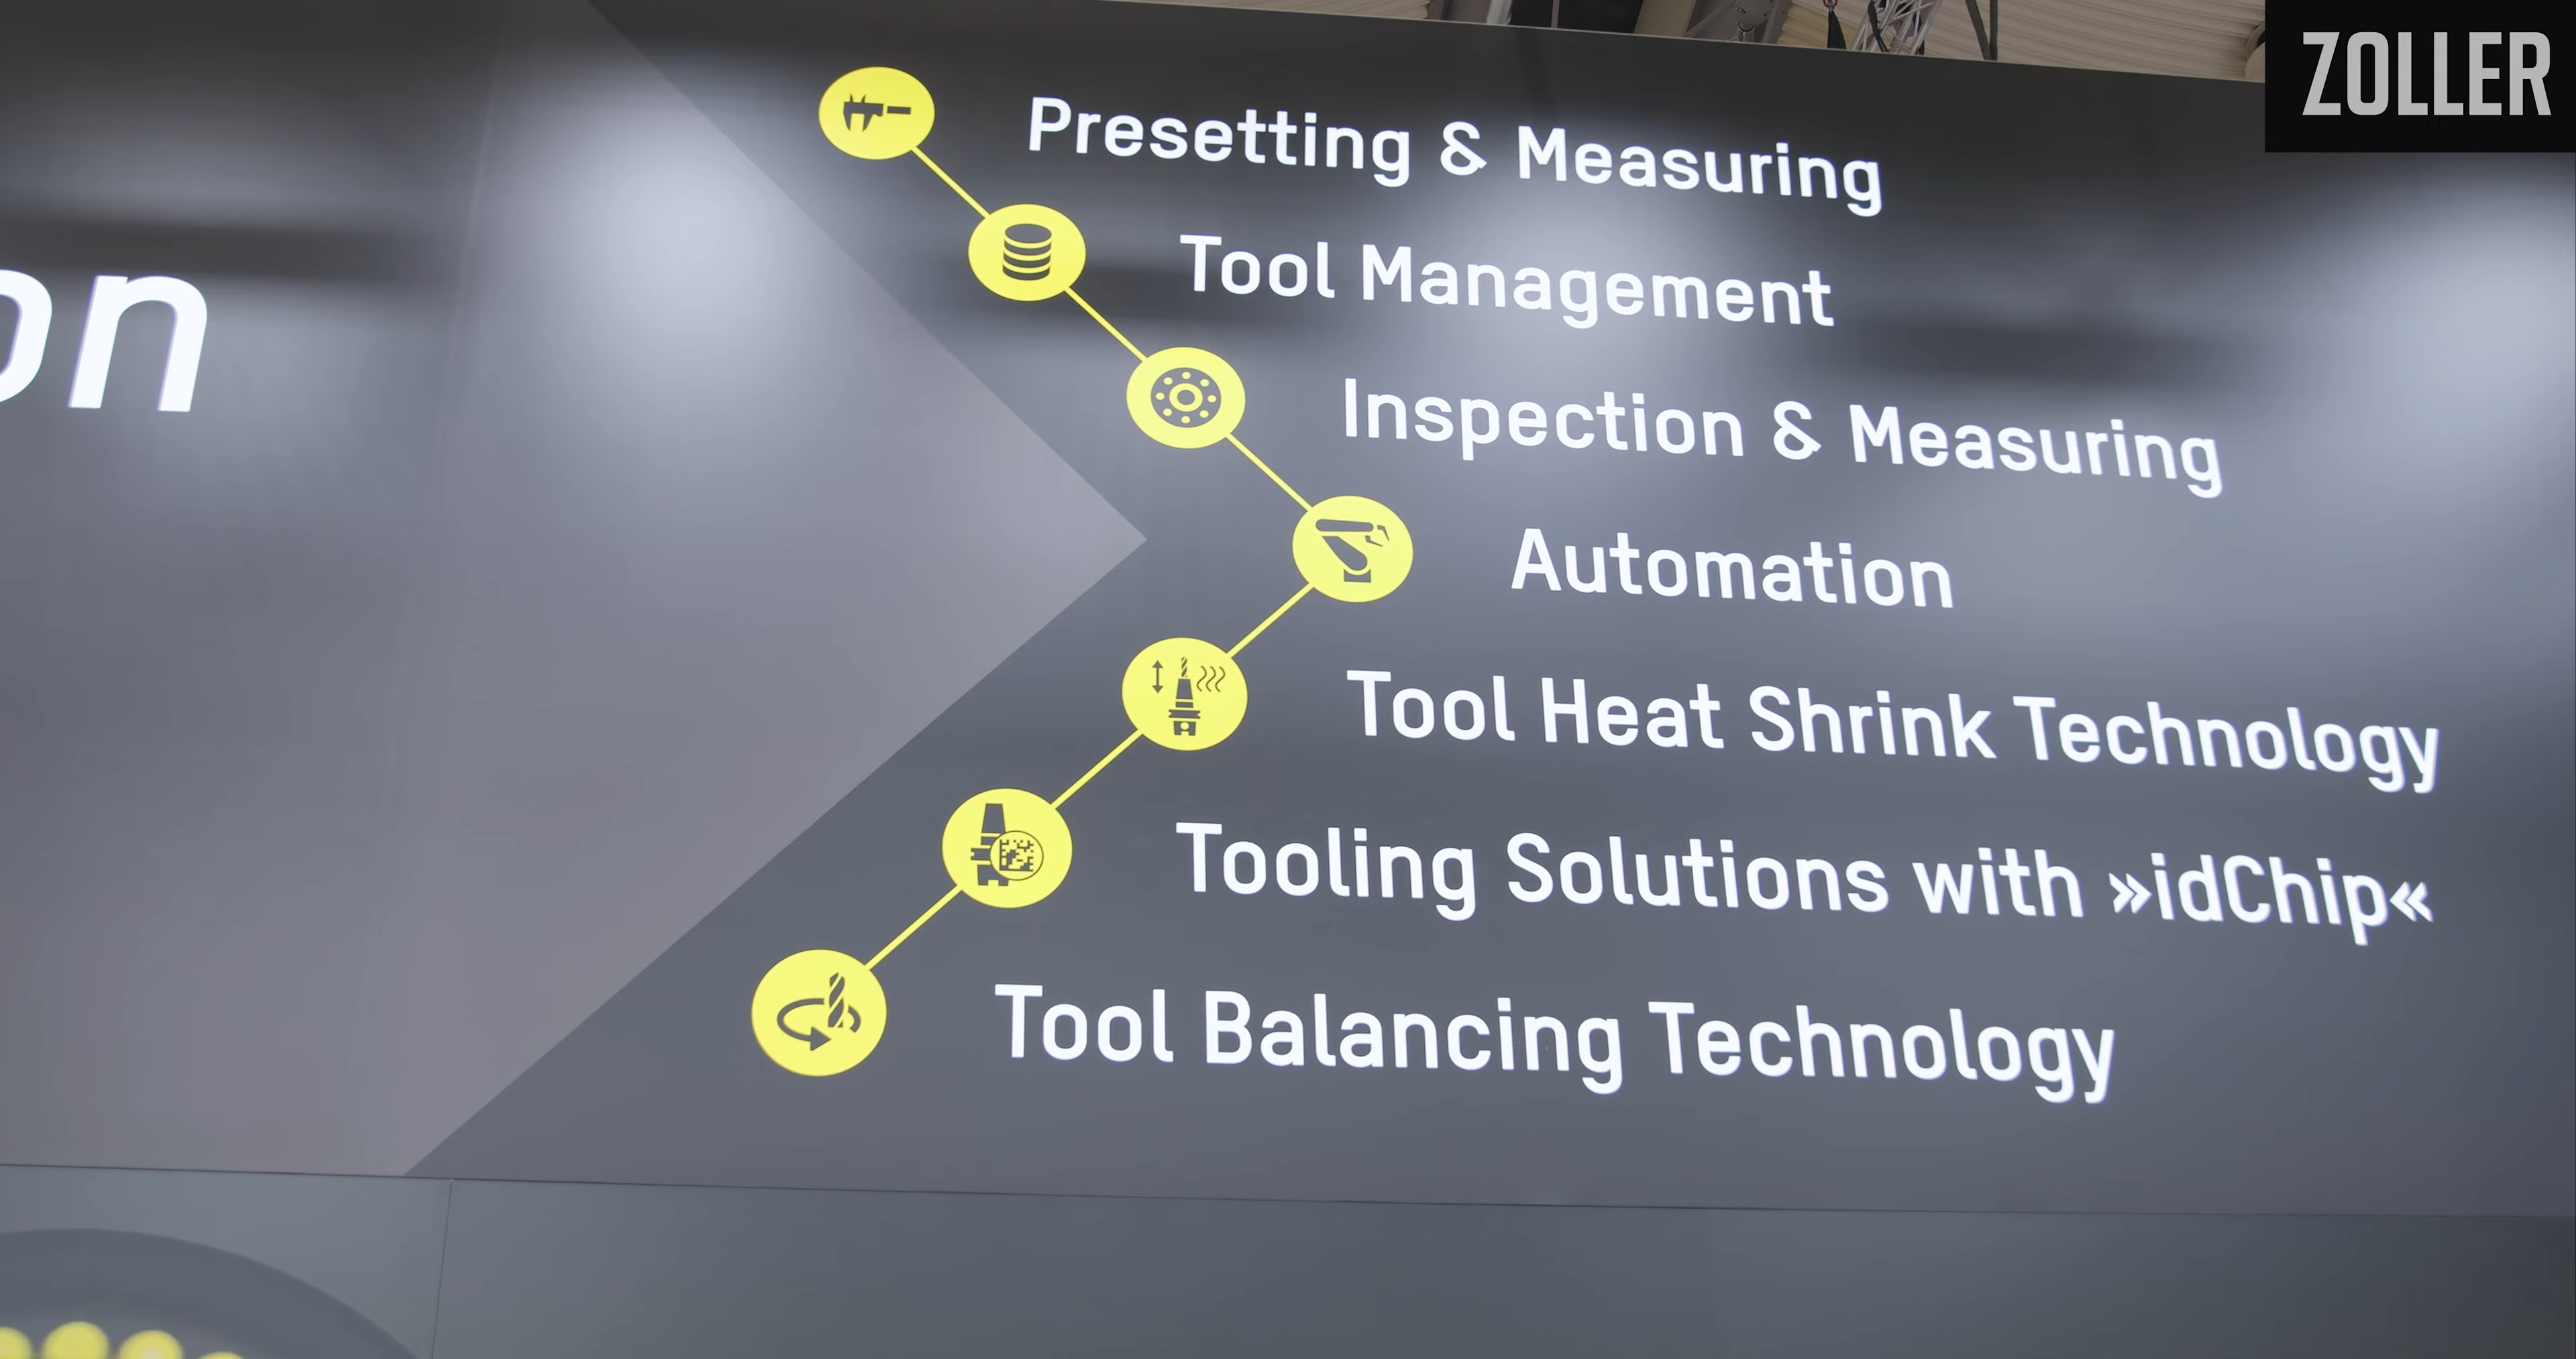 ZOLLER
on
Presetting & Measuring
Tool Management
Inspection & Measuring
Automation
Tool Heat Shrink Technology
Tooling Solutions with »idChip«
Tool Balancing Technology